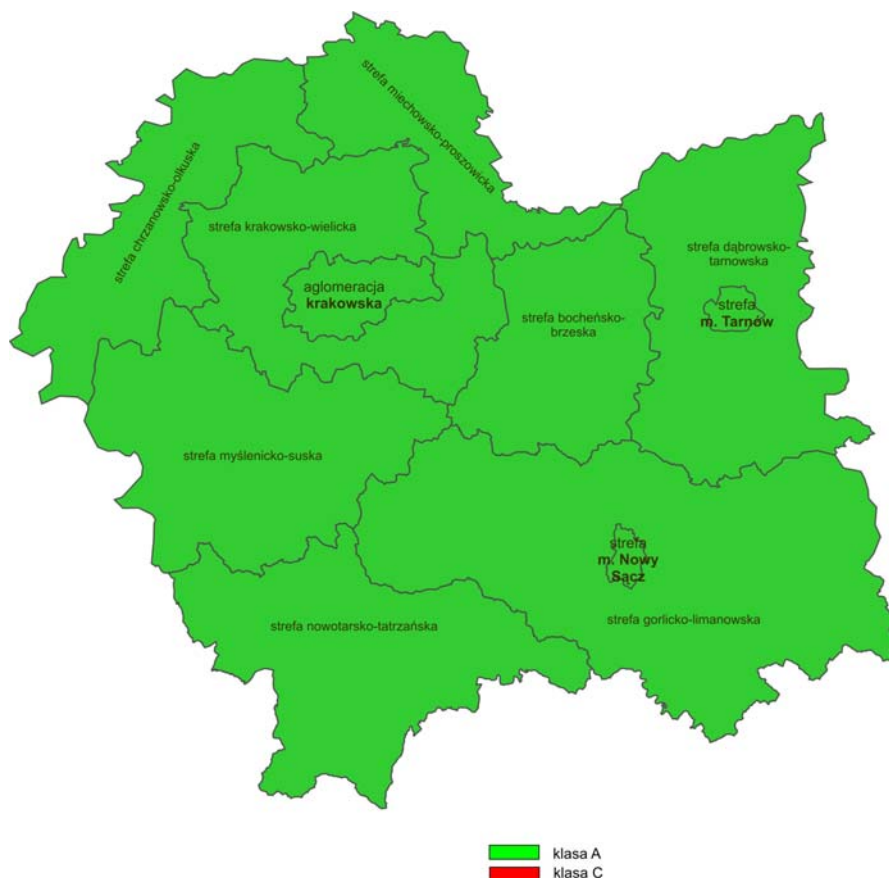 strefa miechowsko-proszowicka
strefa chrzanowsko-olkuska
strefa krakowsko-wielicka
strefa dąbrowsko-
tarnowska
aglomeracja
krakowska
strefa
m. Tarnów
strefa bocheńsko-
brzeska
strefa myślenicko-suska
strefa
m. Nowy
Sącz
strefa gorlicko-limanowska
strefa nowotarsko-tatrzańska
klasa A
klasa C